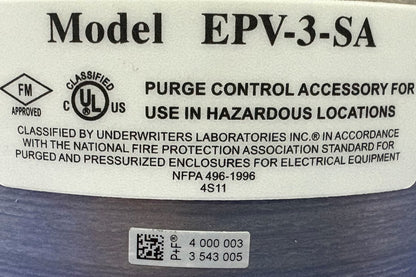 Model EPV-3-SA
FM
APPROVED
CLASSIFIED
C UL® US
PURGE CONTROL ACCESSORY FOR
USE IN HAZARDOUS LOCATIONS
CLASSIFIED BY UNDERWRITERS LABORATORIES INC.® IN ACCORDANCE
WITH THE NATIONAL FIRE PROTECTION ASSOCIATION STANDARD FOR
PURGED AND PRESSURIZED ENCLOSURES FOR ELECTRICAL EQUIPMENT
NFPA 496-1996
4S11
P+F®
4 000 003
3 543 005